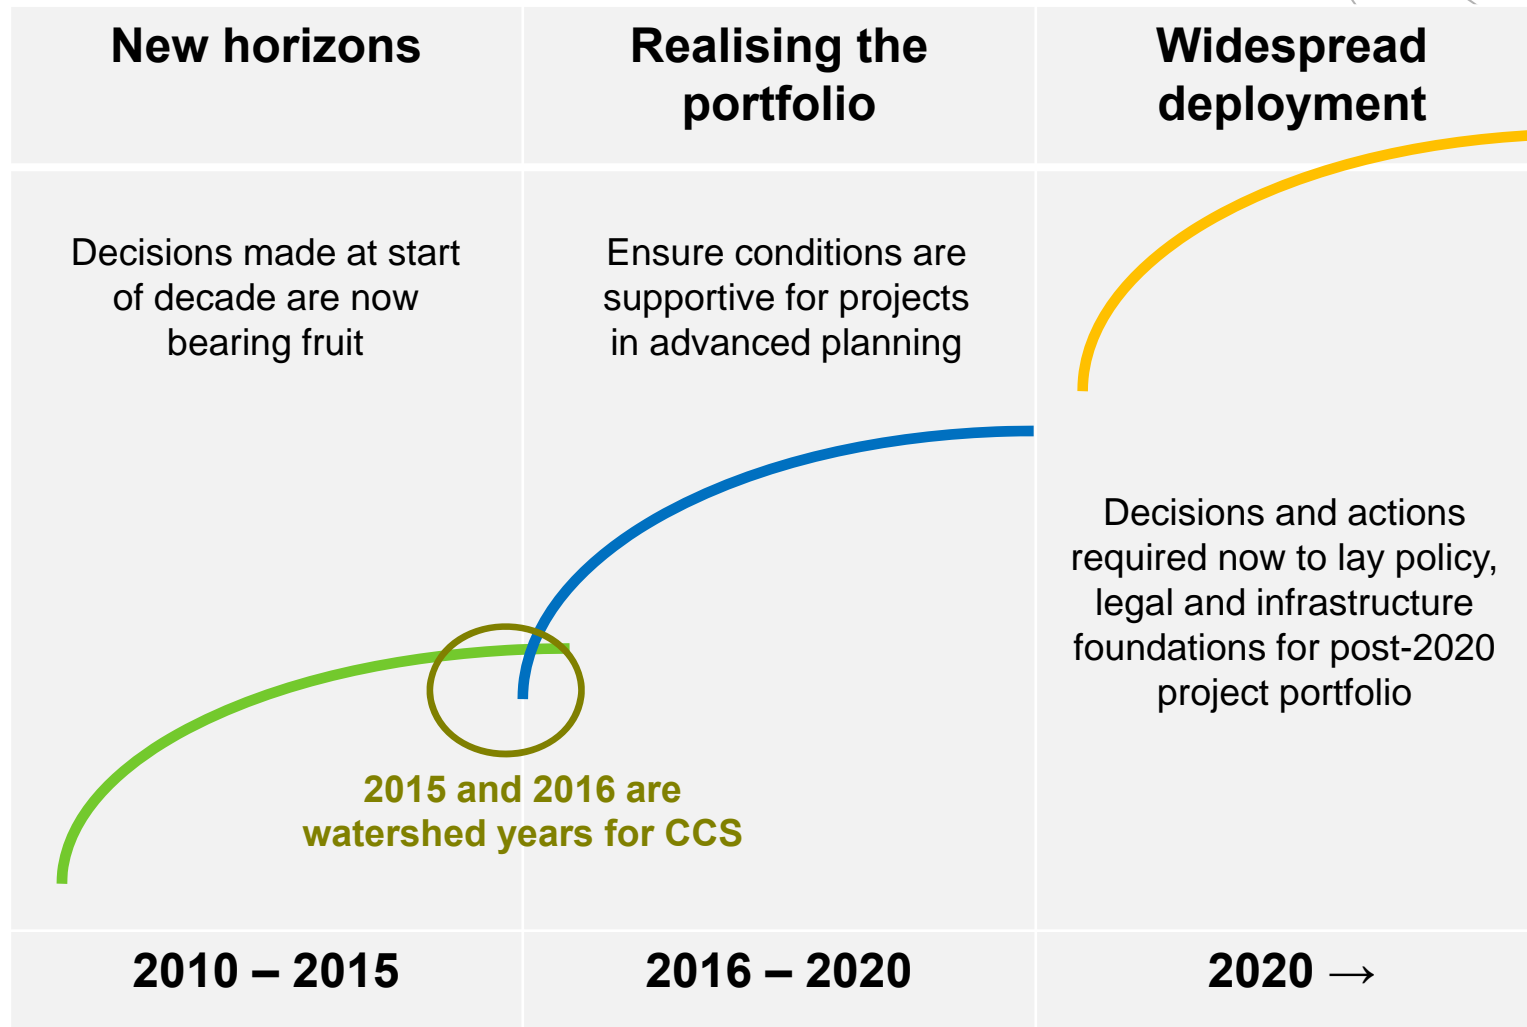 New horizons
Realising the
portfolio
Widespread
deployment
Decisions made at start
of decade are now
bearing fruit
Ensure conditions are
supportive for projects
in advanced planning
Decisions and actions
required now to lay policy,
legal and infrastructure
foundations for post-2020
project portfolio
2015 and 2016 are
watershed years for CCS
2010 – 2015
2016 – 2020
2020 →